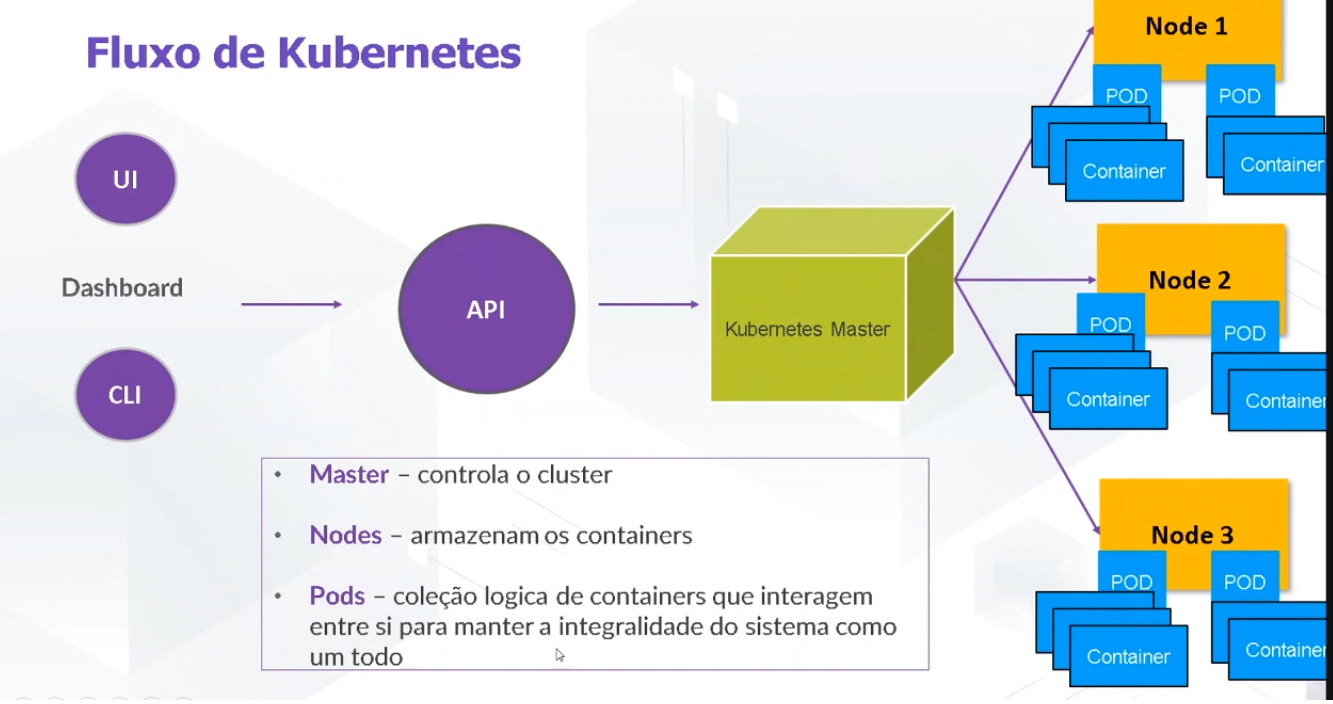 Fluxo de Kubernetes
UI
Dashboard
CLI
API
Kubernetes Master
Node 1
POD
POD
Container
Container
Node 2
POD
POD
Container
Container
Node 3
POD
POD
Container
Container
• Master – controla o cluster
• Nodes – armazenam os containers
• Pods – coleção logica de containers que interagem
entre si para manter a integralidade do sistema como
um todo